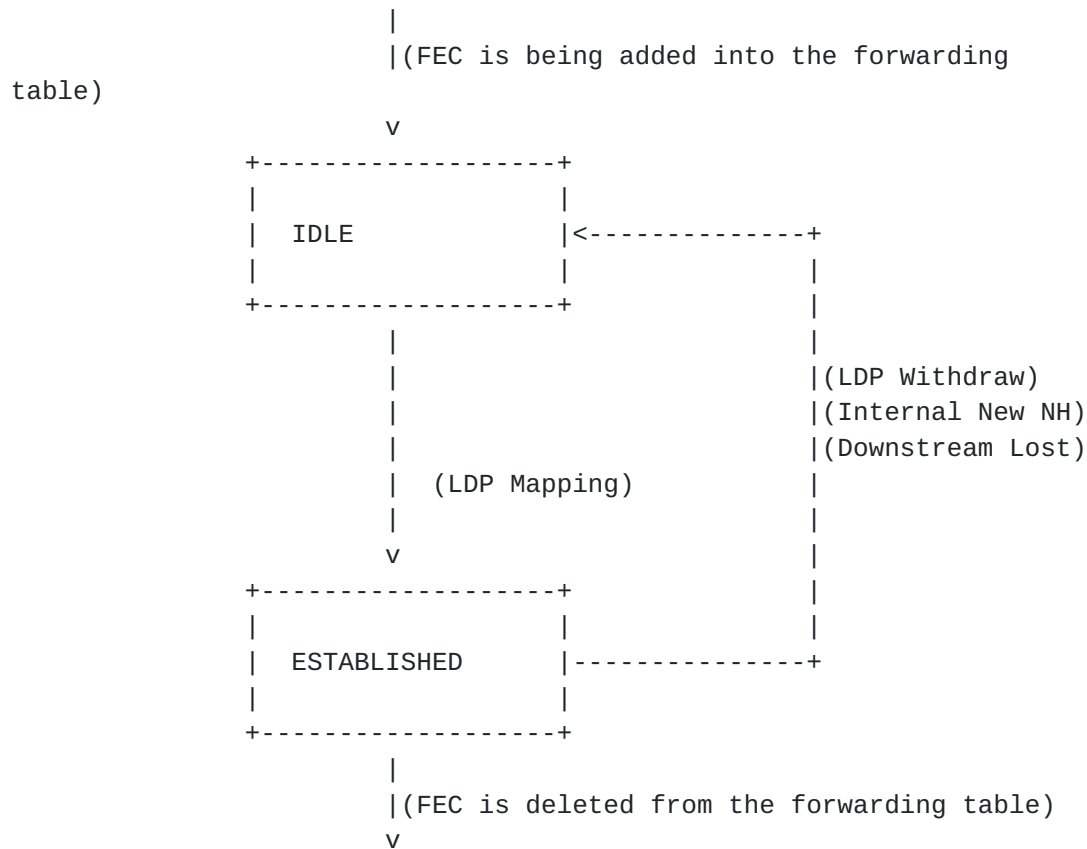 (FEC is being added into the forwarding
table)
IDLE
(LDP Withdraw)
(Internal New NH)
(Downstream Lost)
(LDP Mapping)
v
ESTABLISHED
(FEC is deleted from the forwarding table)
v